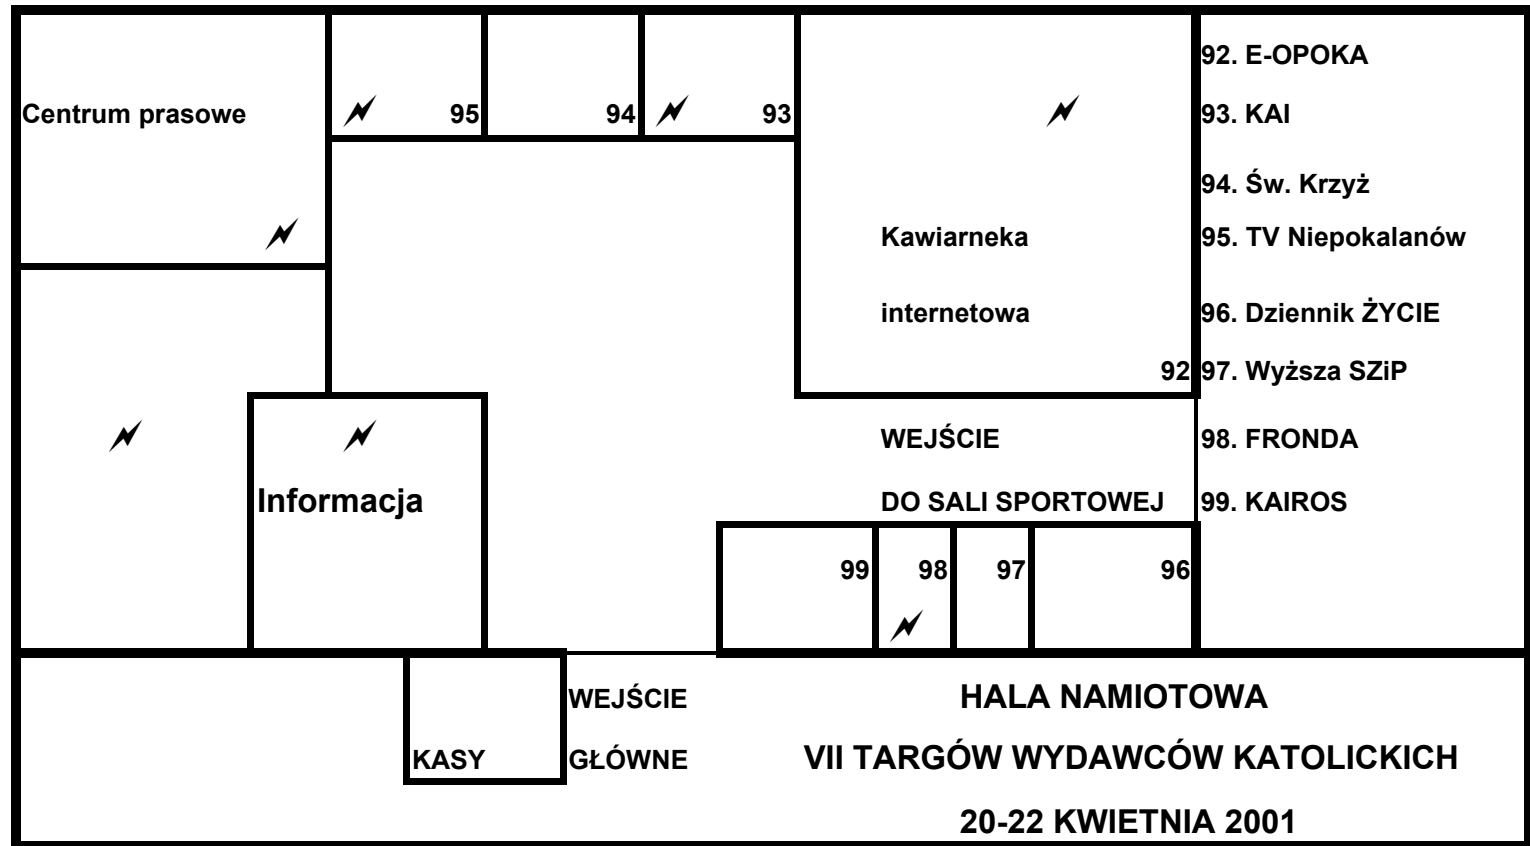 92. E-OPOKA
Centrum prasowe
95
94
93
93. KAI
94. Św. Krzyż
Kawiarneka
95. TV Niepokalanów
internetowa
96. Dziennik ŻYCIE
92
97. Wyższa SZiP
WEJŚCIE
98. FRONDA
Informacja
DO SALI SPORTOWEJ
99. KAIROS
99
98
97
96
WEJŚCIE
HALA NAMIOTOWA
KASY
GŁÓWNE
VII TARGÓW WYDAWCÓW KATOLICKICH
20-22 KWIETNIA 2001